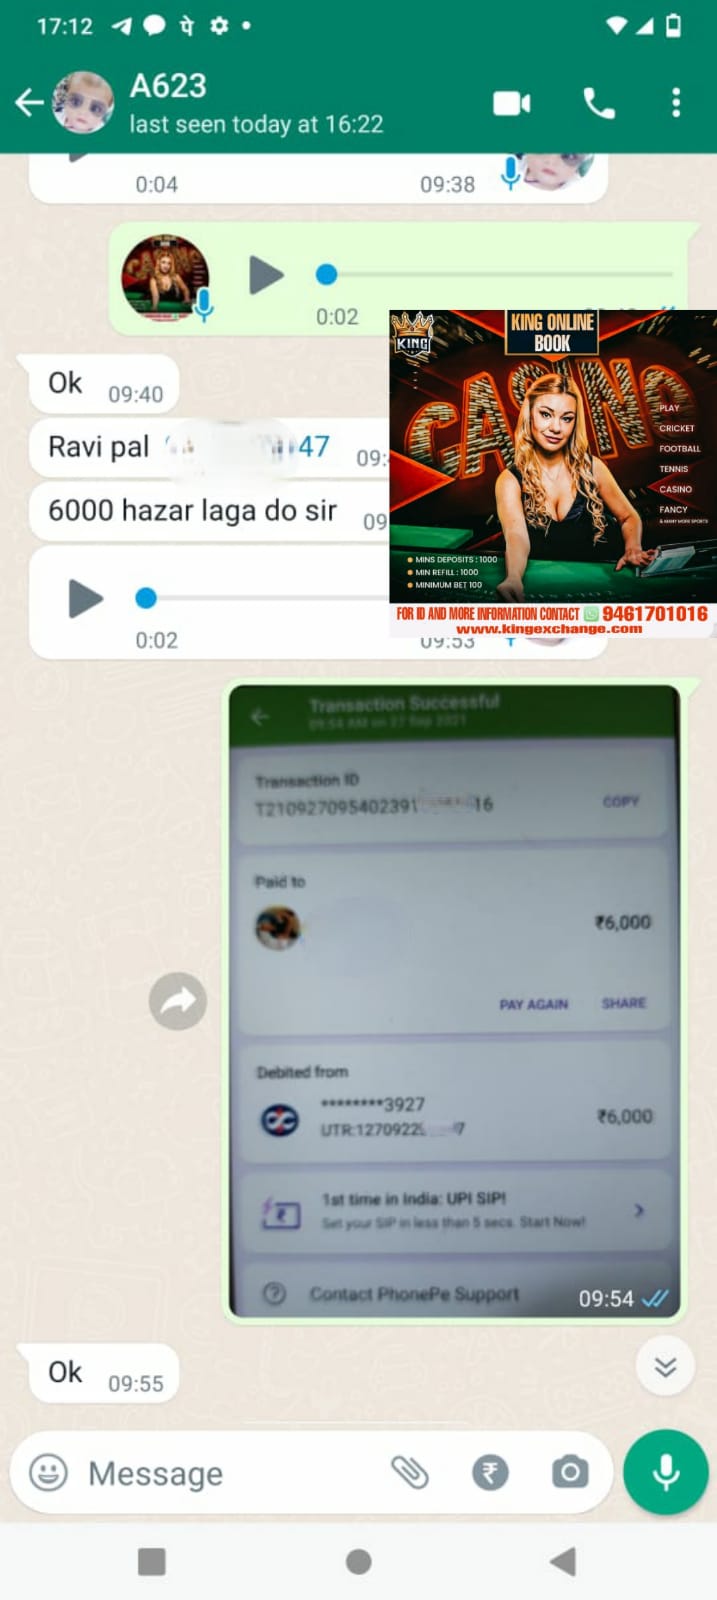 17:12
A623
last seen today at 16:22
0:04 09:38
0:02
Ok 09:40
Ravi pal 47 09:
6000 hazar laga do sir 09
0:02 09:53
KING
KING ONLINE
BOOK
CASINO
PLAY
CRICKET
FOOTBALL
TENNIS
CASINO
FANCY
& MANY MORE SPORTS
MINS DEPOSITS : 1000
MIN REFILL : 1000
MINIMUM BET 100
FOR ID AND MORE INFORMATION CONTACT 9461701016
www.kingexchange.com
Transaction Successful
09:54 AM on 27 Sep 2021
Transaction ID
T210927095402391 16 COPY
Paid to
₹6,000
PAY AGAIN SHARE
Debited from
********3927 ₹6,000
UTR:1270922 7
1st time in India: UPI SIP!
Set your SIP in less than 5 secs. Start Now!
Contact PhonePe Support
09:54
Ok 09:55
Message